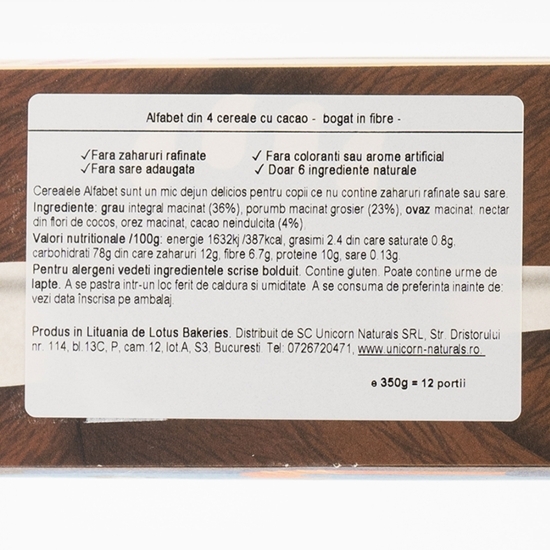 Alfabet din 4 cereale cu cacao - bogat in fibre -
✓Fara zaharuri rafinate ✓ Fara coloranti sau arome artificial
✓Fara sare adaugata ✓ Doar 6 ingrediente naturale
Cerealele Alfabet sunt un mic dejun delicios pentru copii ce nu contine zaharuri rafinate sau sare.
Ingrediente: grau integral macinat (36%), porumb macinat grosier (23%), ovaz macinat. nectar
din flori de cocos, orez macinat, cacao neindulcita (4%).
Valori nutritionale /100g: energie 1632kj /387kcal, grasimi 2.4 din care saturate 0.8g,
carbohidrati 78g din care zaharuri 12g, fibre 6.7g, proteine 10g, sare 0.13g
Pentru alergeni vedeti ingredientele scrise bolduit. Contine gluten. Poate contine urme de
lapte. A se pastra intr-un loc ferit de caldura si umiditate. A se consuma de preferinta inainte de:
vezi data înscrisa pe ambalaj.
Produs in Lituania de Lotus Bakeries. Distribuit de SC Unicorn Naturals SRL, Str. Dristorului
nr. 114, bl.13C, P, cam.12, lot.A, S3, Bucuresti. Tel: 0726720471, www.unicorn-naturals.ro.
e 350g = 12 portii